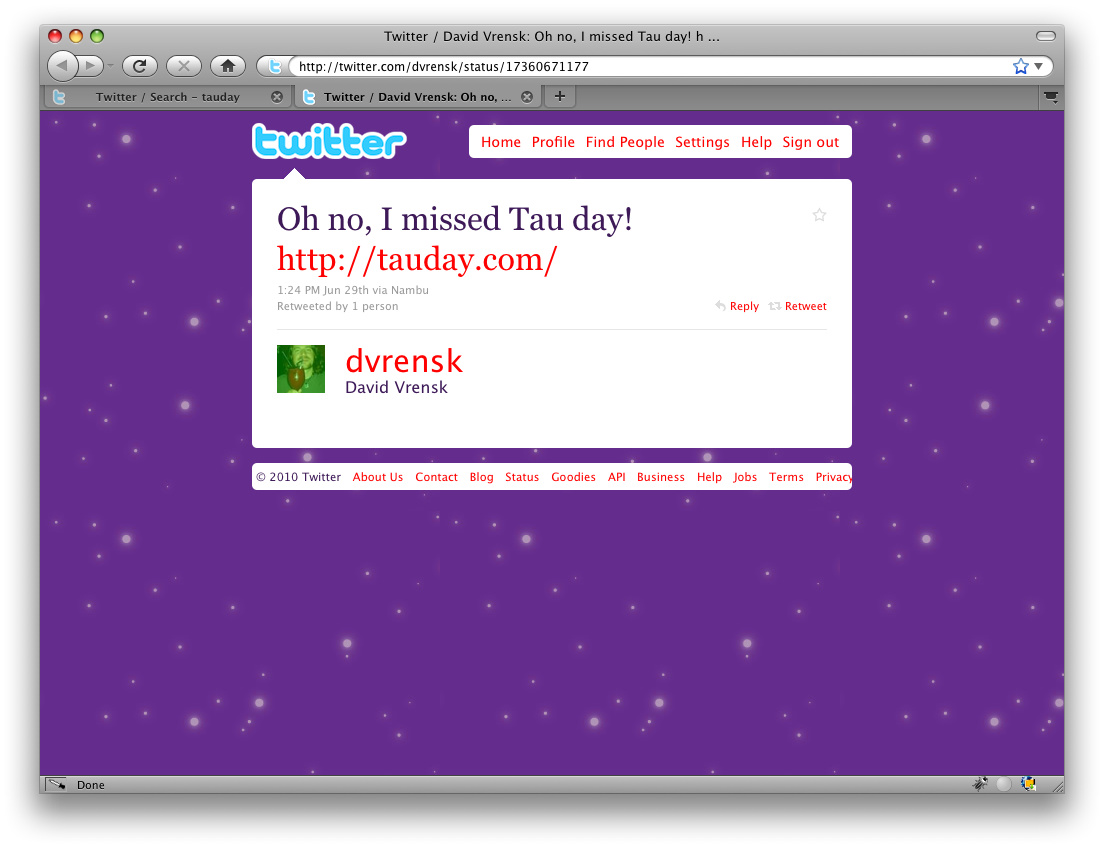 Twitter / David Vrensk: Oh no, I missed Tau day! h ...
http://twitter.com/dvrensk/status/17360671177
Twitter / Search - tauday
Twitter / David Vrensk: Oh no, ...
twitter
Home Profile Find People Settings Help Sign out
Oh no, I missed Tau day!
http://tauday.com/
1:24 PM Jun 29th via Nambu
Retweeted by 1 person
Reply Retweet
dvrensk
David Vrensk
© 2010 Twitter About Us Contact Blog Status Goodies API Business Help Jobs Terms Privacy
Done